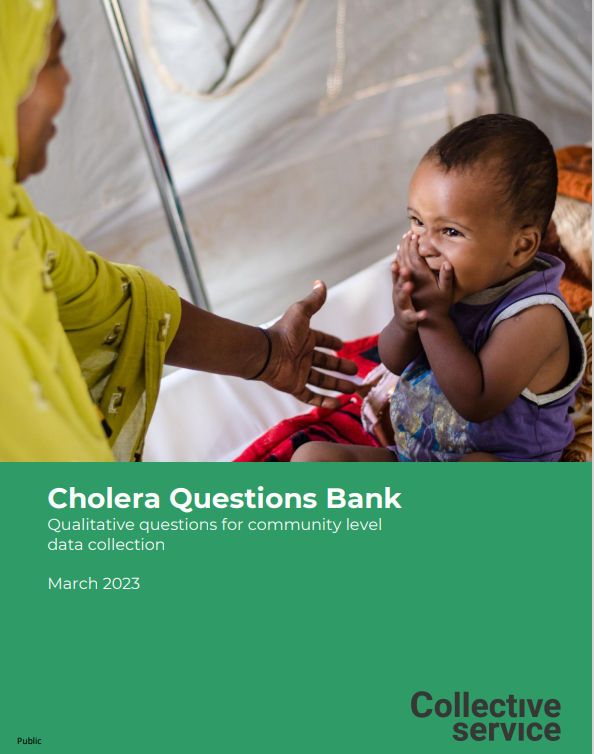 Cholera Questions Bank
Qualitative questions for community level
data collection
March 2023
Collective
service
Public